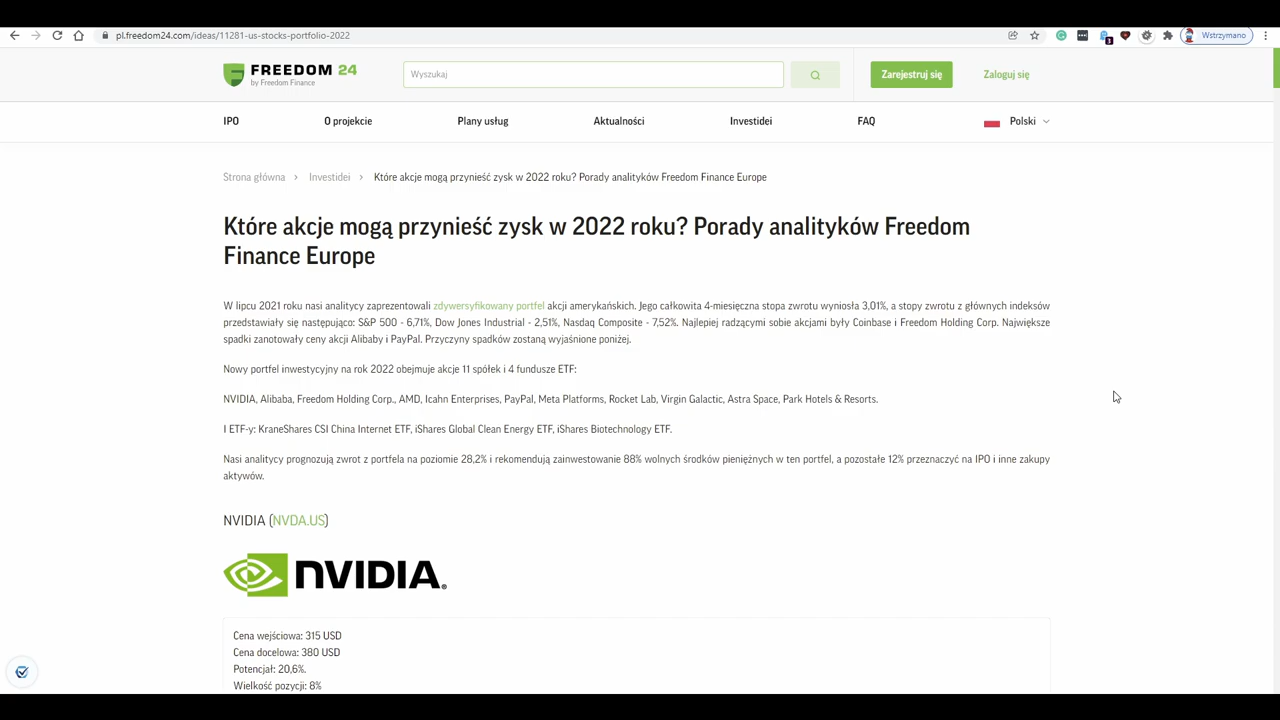 pl.freedom24.com/ideas/11281-us-stocks-portfolio-2022
3
Wstrzymano
FREEDOM 24
by Freedom Finance
Wyszukaj
Zarejestruj się
Zaloguj się
IPO
O projekcie
Plany usług
Aktualności
Investidei
FAQ
Polski
Strona główna › Investidei › Które akcje mogą przynieść zysk w 2022 roku? Porady analityków Freedom Finance Europe
Które akcje mogą przynieść zysk w 2022 roku? Porady analityków Freedom
Finance Europe
W lipcu 2021 roku nasi analitycy zaprezentowali zdywersyfikowany portfel akcji amerykańskich. Jego całkowita 4-miesięczna stopa zwrotu wyniosła 3,01%, a stopy zwrotu z głównych indeksów
przedstawiały się następująco: S&P 500 - 6,71%, Dow Jones Industrial - 2,51%, Nasdaq Composite - 7,52%. Najlepiej radzącymi sobie akcjami były Coinbase i Freedom Holding Corp. Największe
spadki zanotowały ceny akcji Alibaby i PayPal. Przyczyny spadków zostaną wyjaśnione poniżej.
Nowy portfel inwestycyjny na rok 2022 obejmuje akcje 11 spółek i 4 fundusze ETF:
NVIDIA, Alibaba, Freedom Holding Corp., AMD, Icahn Enterprises, PayPal, Meta Platforms, Rocket Lab, Virgin Galactic, Astra Space, Park Hotels & Resorts.
I ETF-y: KraneShares CSI China Internet ETF, iShares Global Clean Energy ETF, iShares Biotechnology ETF.
Nasi analitycy prognozują zwrot z portfela na poziomie 28,2% i rekomendują zainwestowanie 88% wolnych środków pieniężnych w ten portfel, a pozostałe 12% przeznaczyć na IPO i inne zakupy
aktywów.
NVIDIA (NVDA.US)
NVIDIA.
Cena wejściowa: 315 USD
Cena docelowa: 380 USD
Potencjał: 20,6%.
Wielkość pozycji: 8%